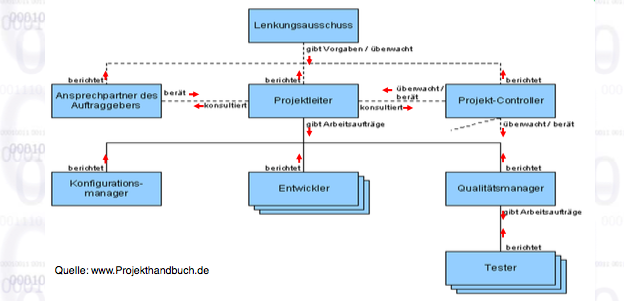 Lenkungsausschuss
gibt Vorgaben / überwacht
berichtet
berichtet
berichtet
Ansprechpartner des
Auftraggebers
berät
konsultiert
Projektleiter
überwacht /
berät
konsultiert
Projekt-Controller
gibt Arbeitsaufträge
überwacht / berät
berichtet
berichtet
berichtet
Konfigurations-
manager
Entwickler
Qualitätsmanager
gibt Arbeitsaufträge
berichtet
Tester
Quelle: www.Projekthandbuch.de